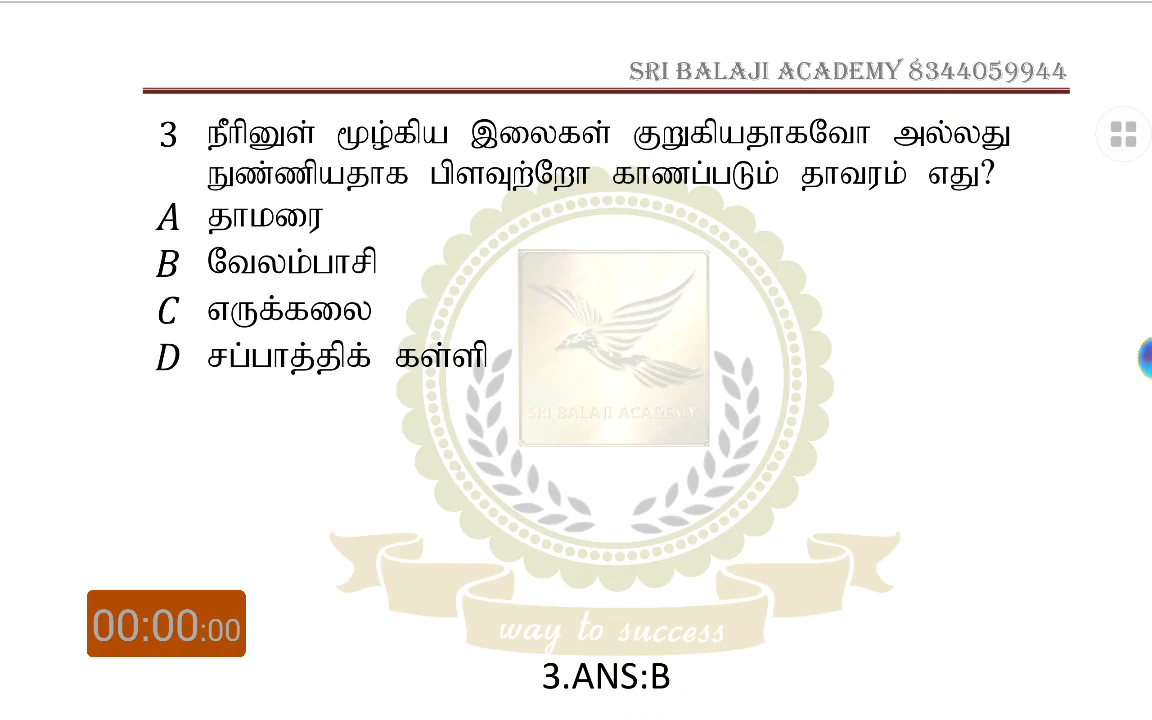 SRI BALAJI ACADEMY 8344059944
3 நீரினுள் மூழ்கிய இலைகள் குறுகியதாகவோ அல்லது
நுண்ணியதாக பிளவுற்றோ காணப்படும் தாவரம் எது?
A தாமரை
B வேலம்பாசி
C எருக்கலை
D சப்பாத்திக் கள்ளி
SRI BALAJI ACADEMY
00:00:00
way to success
3.ANS:B